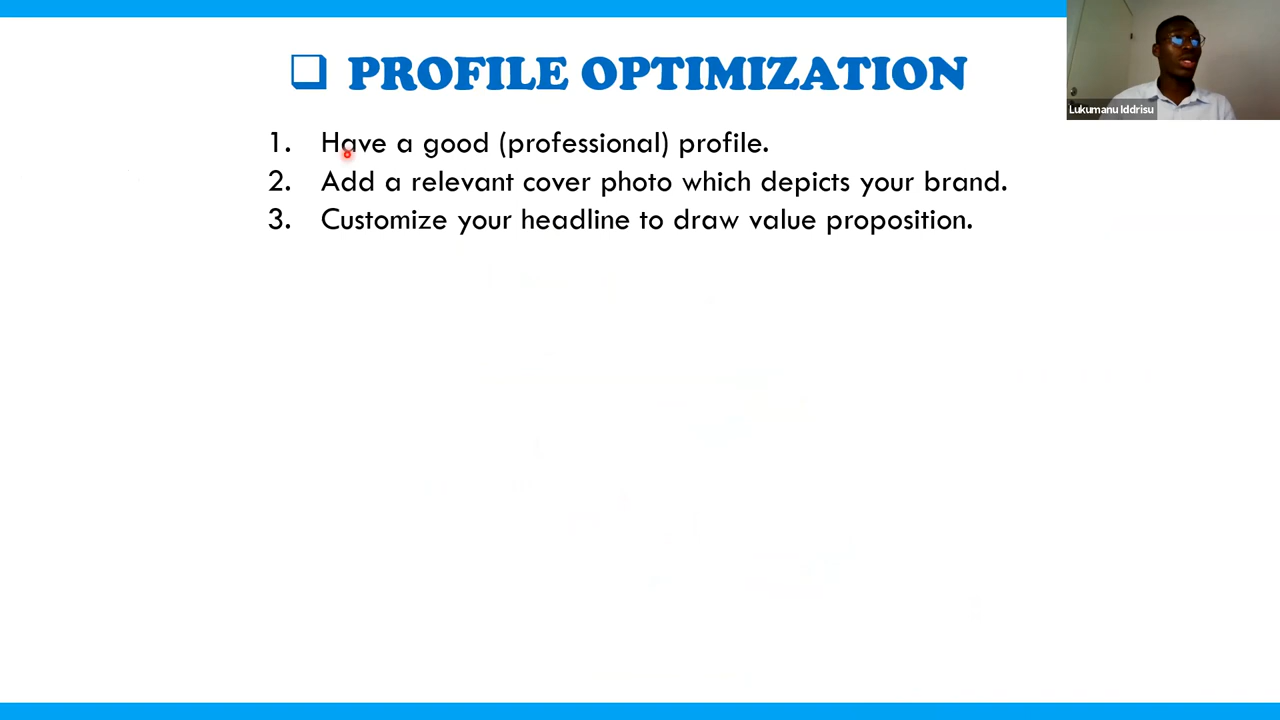 ❑ PROFILE OPTIMIZATION
1. Have a good (professional) profile.
2. Add a relevant cover photo which depicts your brand.
3. Customize your headline to draw value proposition.
Lukumanu Iddrisu